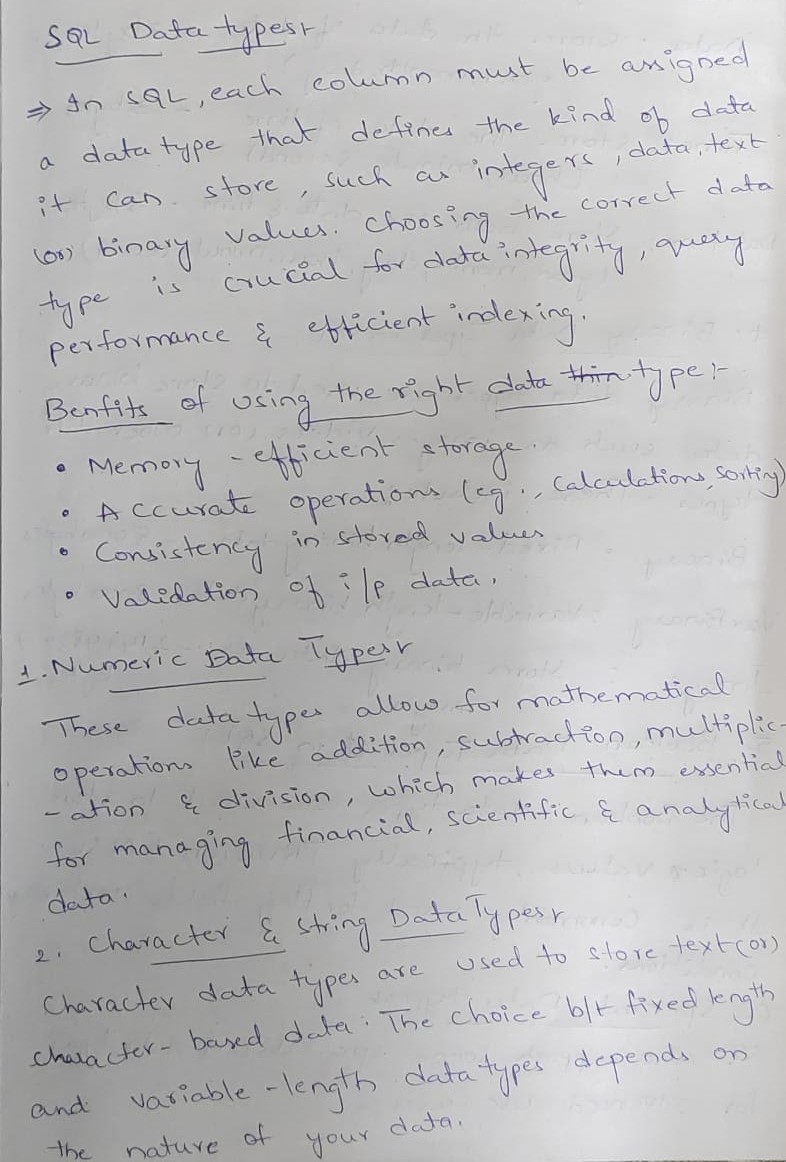 SQL Data types:-
⇒ In SQL, each column must be assigned
a data type that defines the kind of data
it can store, such as integers, data, text
(or) binary values. Choosing the correct data
type is crucial for data integrity, query
performance & efficient indexing.
Benfits of using the right data thin type:-
• Memory - efficient storage.
• Accurate operations (eg., Calculations, Sorting)
• Consistency in stored values
• Validation of i/p data.
1. Numeric Data Types:-
These data types allow for mathematical
operations like addition, subtraction, multiplic-
- ation & division, which makes them essential
for managing financial, scientific & analytical
data.
2. Character & String Data Types:-
Character data types are used to store text (or)
character - based data. The choice b/t fixed length
and variable - length data types depends on
the nature of your data.